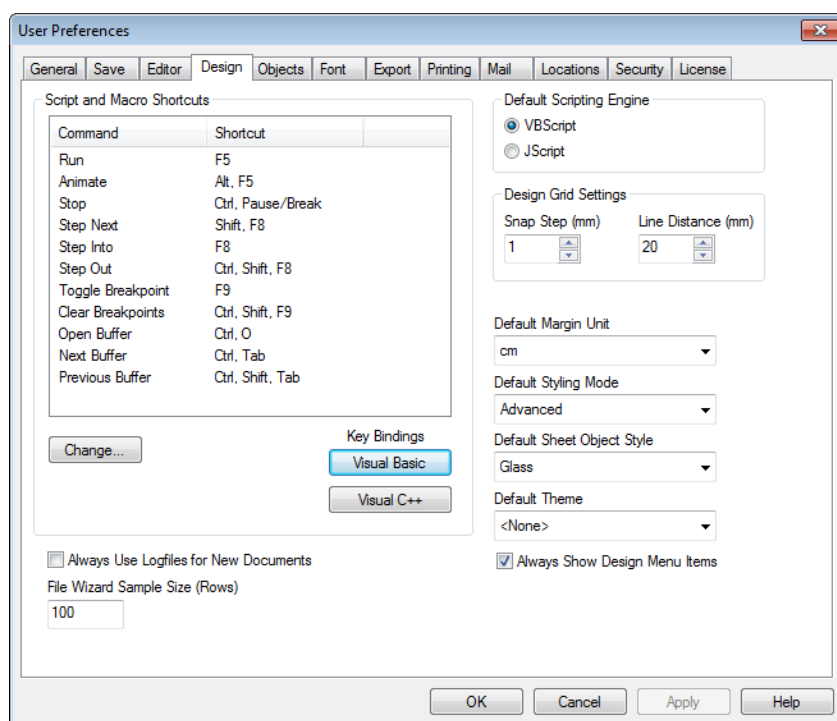 User Preferences
General Save Editor Design Objects Font Export Printing Mail Locations Security License
Script and Macro Shortcuts
Command Shortcut
Run F5
Animate Alt, F5
Stop Ctrl, Pause/Break
Step Next Shift, F8
Step Into F8
Step Out Ctrl, Shift, F8
Toggle Breakpoint F9
Clear Breakpoints Ctrl, Shift, F9
Open Buffer Ctrl, O
Next Buffer Ctrl, Tab
Previous Buffer Ctrl, Shift, Tab
Change...
Key Bindings
Visual Basic
Visual C++
Always Use Logfiles for New Documents
File Wizard Sample Size (Rows)
100
Default Scripting Engine
VBScript
JScript
Design Grid Settings
Snap Step (mm) Line Distance (mm)
1 20
Default Margin Unit
cm
Default Styling Mode
Advanced
Default Sheet Object Style
Glass
Default Theme
<None>
Always Show Design Menu Items
OK Cancel Apply Help